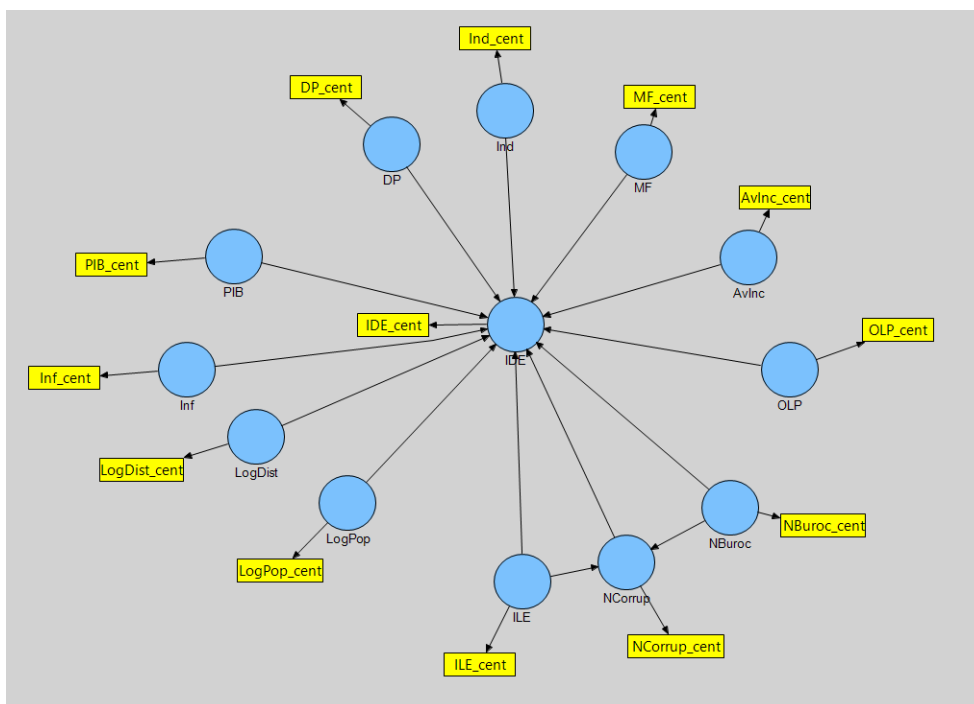 Ind_cent
DP_cent
MF_cent
Ind
DP
MF
AvInc_cent
PIB_cent
PIB
AvInc
IDE_cent
OLP_cent
IDE
Inf_cent
Inf
OLP
LogDist_cent
LogDist
LogPop
NBuroc_cent
NBuroc
LogPop_cent
ILE
NCorrup
NCorrup_cent
ILE_cent